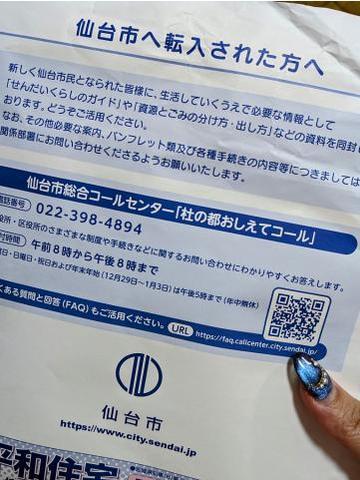 仙台市へ転入された方へ
新しく仙台市民となられた皆様に、生活していくうえで必要な情報として
「せんだいくらしのガイド」や「資源とごみの分け方・出し方」などの資料を同封
おります。どうぞご活用ください。
なお、その他必要な案内、パンフレット類及び各種手続きの内容等につきましては
関係部署にお問い合わせくださるようお願いいたします。
仙台市総合コールセンター「杜の都おしえてコール」
電話番号 022-398-4894
役所・区役所のさまざまな制度や手続きなどに関するお問い合わせにわかりやすくお答えします。
付時間 午前8時から午後8時まで
日・日曜日・祝日および年末年始(12月29日~1月3日)は午後5時まで(年中無休)
くある質問と回答(FAQ)もご活用ください。 URL https://faq.callcenter.city.sendai.jp/
仙台市
https://www.city.sendai.jp
平和住宅